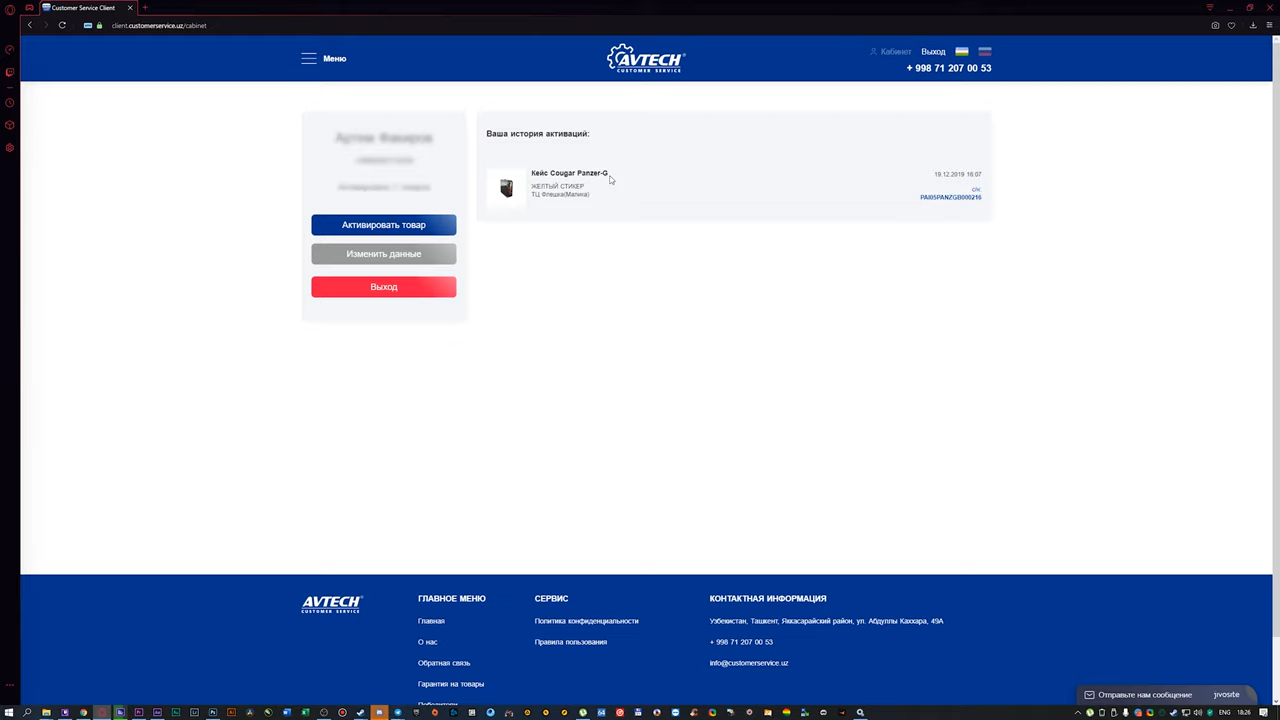 Customer Service Client
client.customerservice.uz/cabinet
Меню
AVTECH
CUSTOMER SERVICE
Кабинет
Выход
+ 998 71 207 00 53
Активировать товар
Изменить данные
Выход
Ваша история активаций:
Кейс Cougar Panzer-G
ЖЕЛТЫЙ СТИКЕР
ТЦ Флешка(Малика)
19.12.2019 16:07
с/н:
PAI05PANZGB000216
AVTECH
CUSTOMER SERVICE
ГЛАВНОЕ МЕНЮ
Главная
О нас
Обратная связь
Гарантия на товары
СЕРВИС
Политика конфиденциальности
Правила пользования
КОНТАКТНАЯ ИНФОРМАЦИЯ
Узбекистан, Ташкент, Яккасарайский район, ул. Абдуллы Каххара, 49А
+ 998 71 207 00 53
info@customerservice.uz
Отправьте нам сообщение
jivosite
ENG
18:26